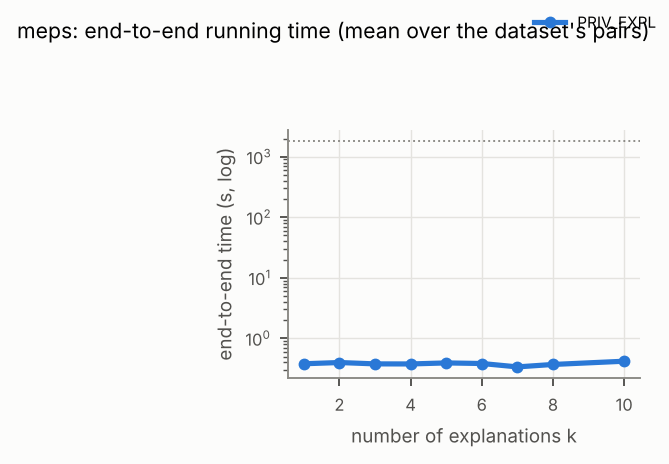 PRIV_EXPL
meps: end-to-end running time (mean over the dataset's pairs)
end-to-end time (s, log)
10³
10²
10¹
10⁰
2 4 6 8 10
number of explanations k